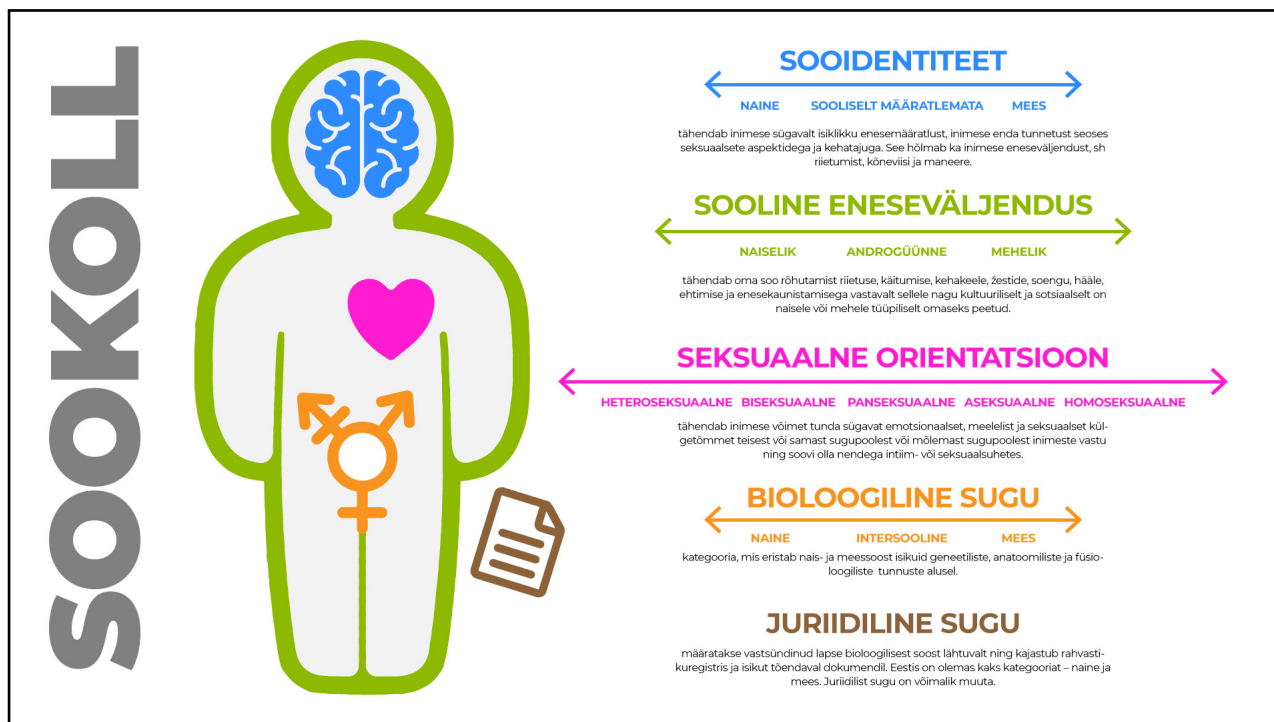 SOOKOLL
SOOIDENTITEET
NAINE SOOLISELT MÄÄRATLEMATA MEES
tähendab inimese sügavalt isiklikku enesemääratlust, inimese enda tunnetust seoses
seksuaalsete aspektidega ja kehatajuga. See hõlmab ka inimese eneseväljendust, sh
riietumist, kõneviisi ja maneere.
SOOLINE ENESEVÄLJENDUS
NAISELIK ANDROGÜÜNNE MEHELIK
tähendab oma soo rõhutamist riietuse, käitumise, kehakeele, žestide, soengu, hääle,
ehtimise ja enesekaunistamisega vastavalt sellele nagu kultuuriliselt ja sotsiaalselt on
naisele või mehele tüüpiliselt omaseks peetud.
SEKSUAALNE ORIENTATSIOON
HETEROSEKSUAALNE BISEKSUAALNE PANSEKSUAALNE ASEKSUAALNE HOMOSEKSUAALNE
tähendab inimese võimet tunda sügavat emotsionaalset, meelelist ja seksuaalset kül-
getõmmet teisest või samast sugupoolest või mõlemast sugupoolest inimeste vastu
ning soovi olla nendega intiim- või seksuaalsuhetes.
BIOLOOGILINE SUGU
NAINE INTERSOOLINE MEES
kategooria, mis eristab nais- ja meessoost isikuid geneetiliste, anatoomiliste ja füsio-
loogiliste tunnuste alusel.
JURIIDILINE SUGU
määratakse vastsündinud lapse bioloogilisest soost lähtuvalt ning kajastub rahvasti-
kuregistris ja isikut tõendaval dokumendil. Eestis on olemas kaks kategooriat – naine ja
mees. Juriidilist sugu on võimalik muuta.